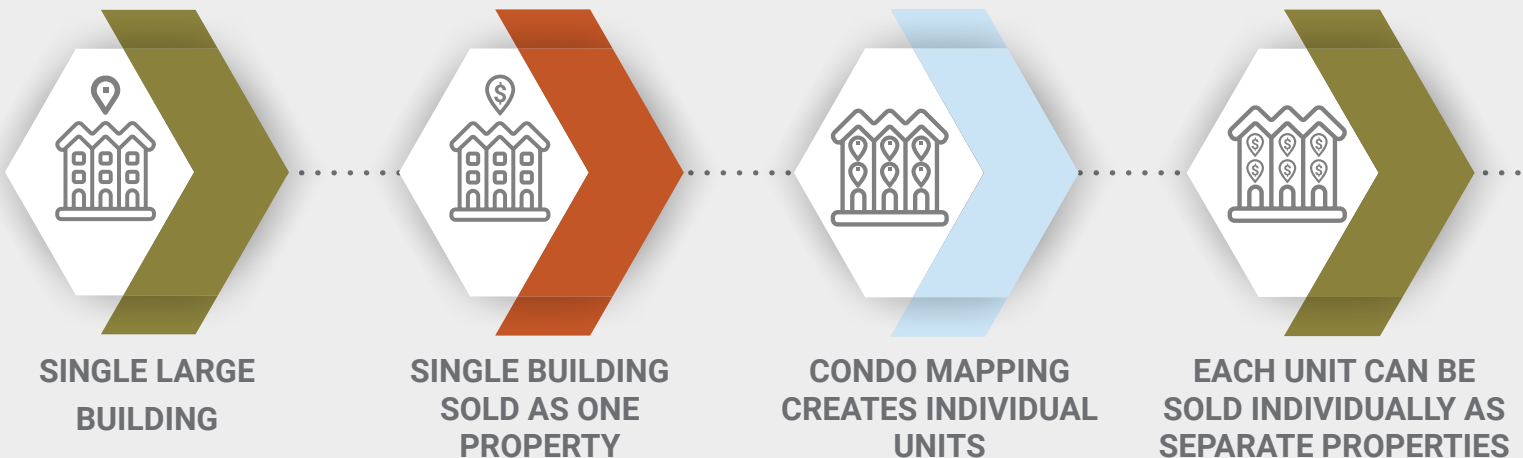 SINGLE LARGE
BUILDING
SINGLE BUILDING
SOLD AS ONE
PROPERTY
CONDO MAPPING
CREATES INDIVIDUAL
UNITS
EACH UNIT CAN BE
SOLD INDIVIDUALLY AS
SEPARATE PROPERTIES